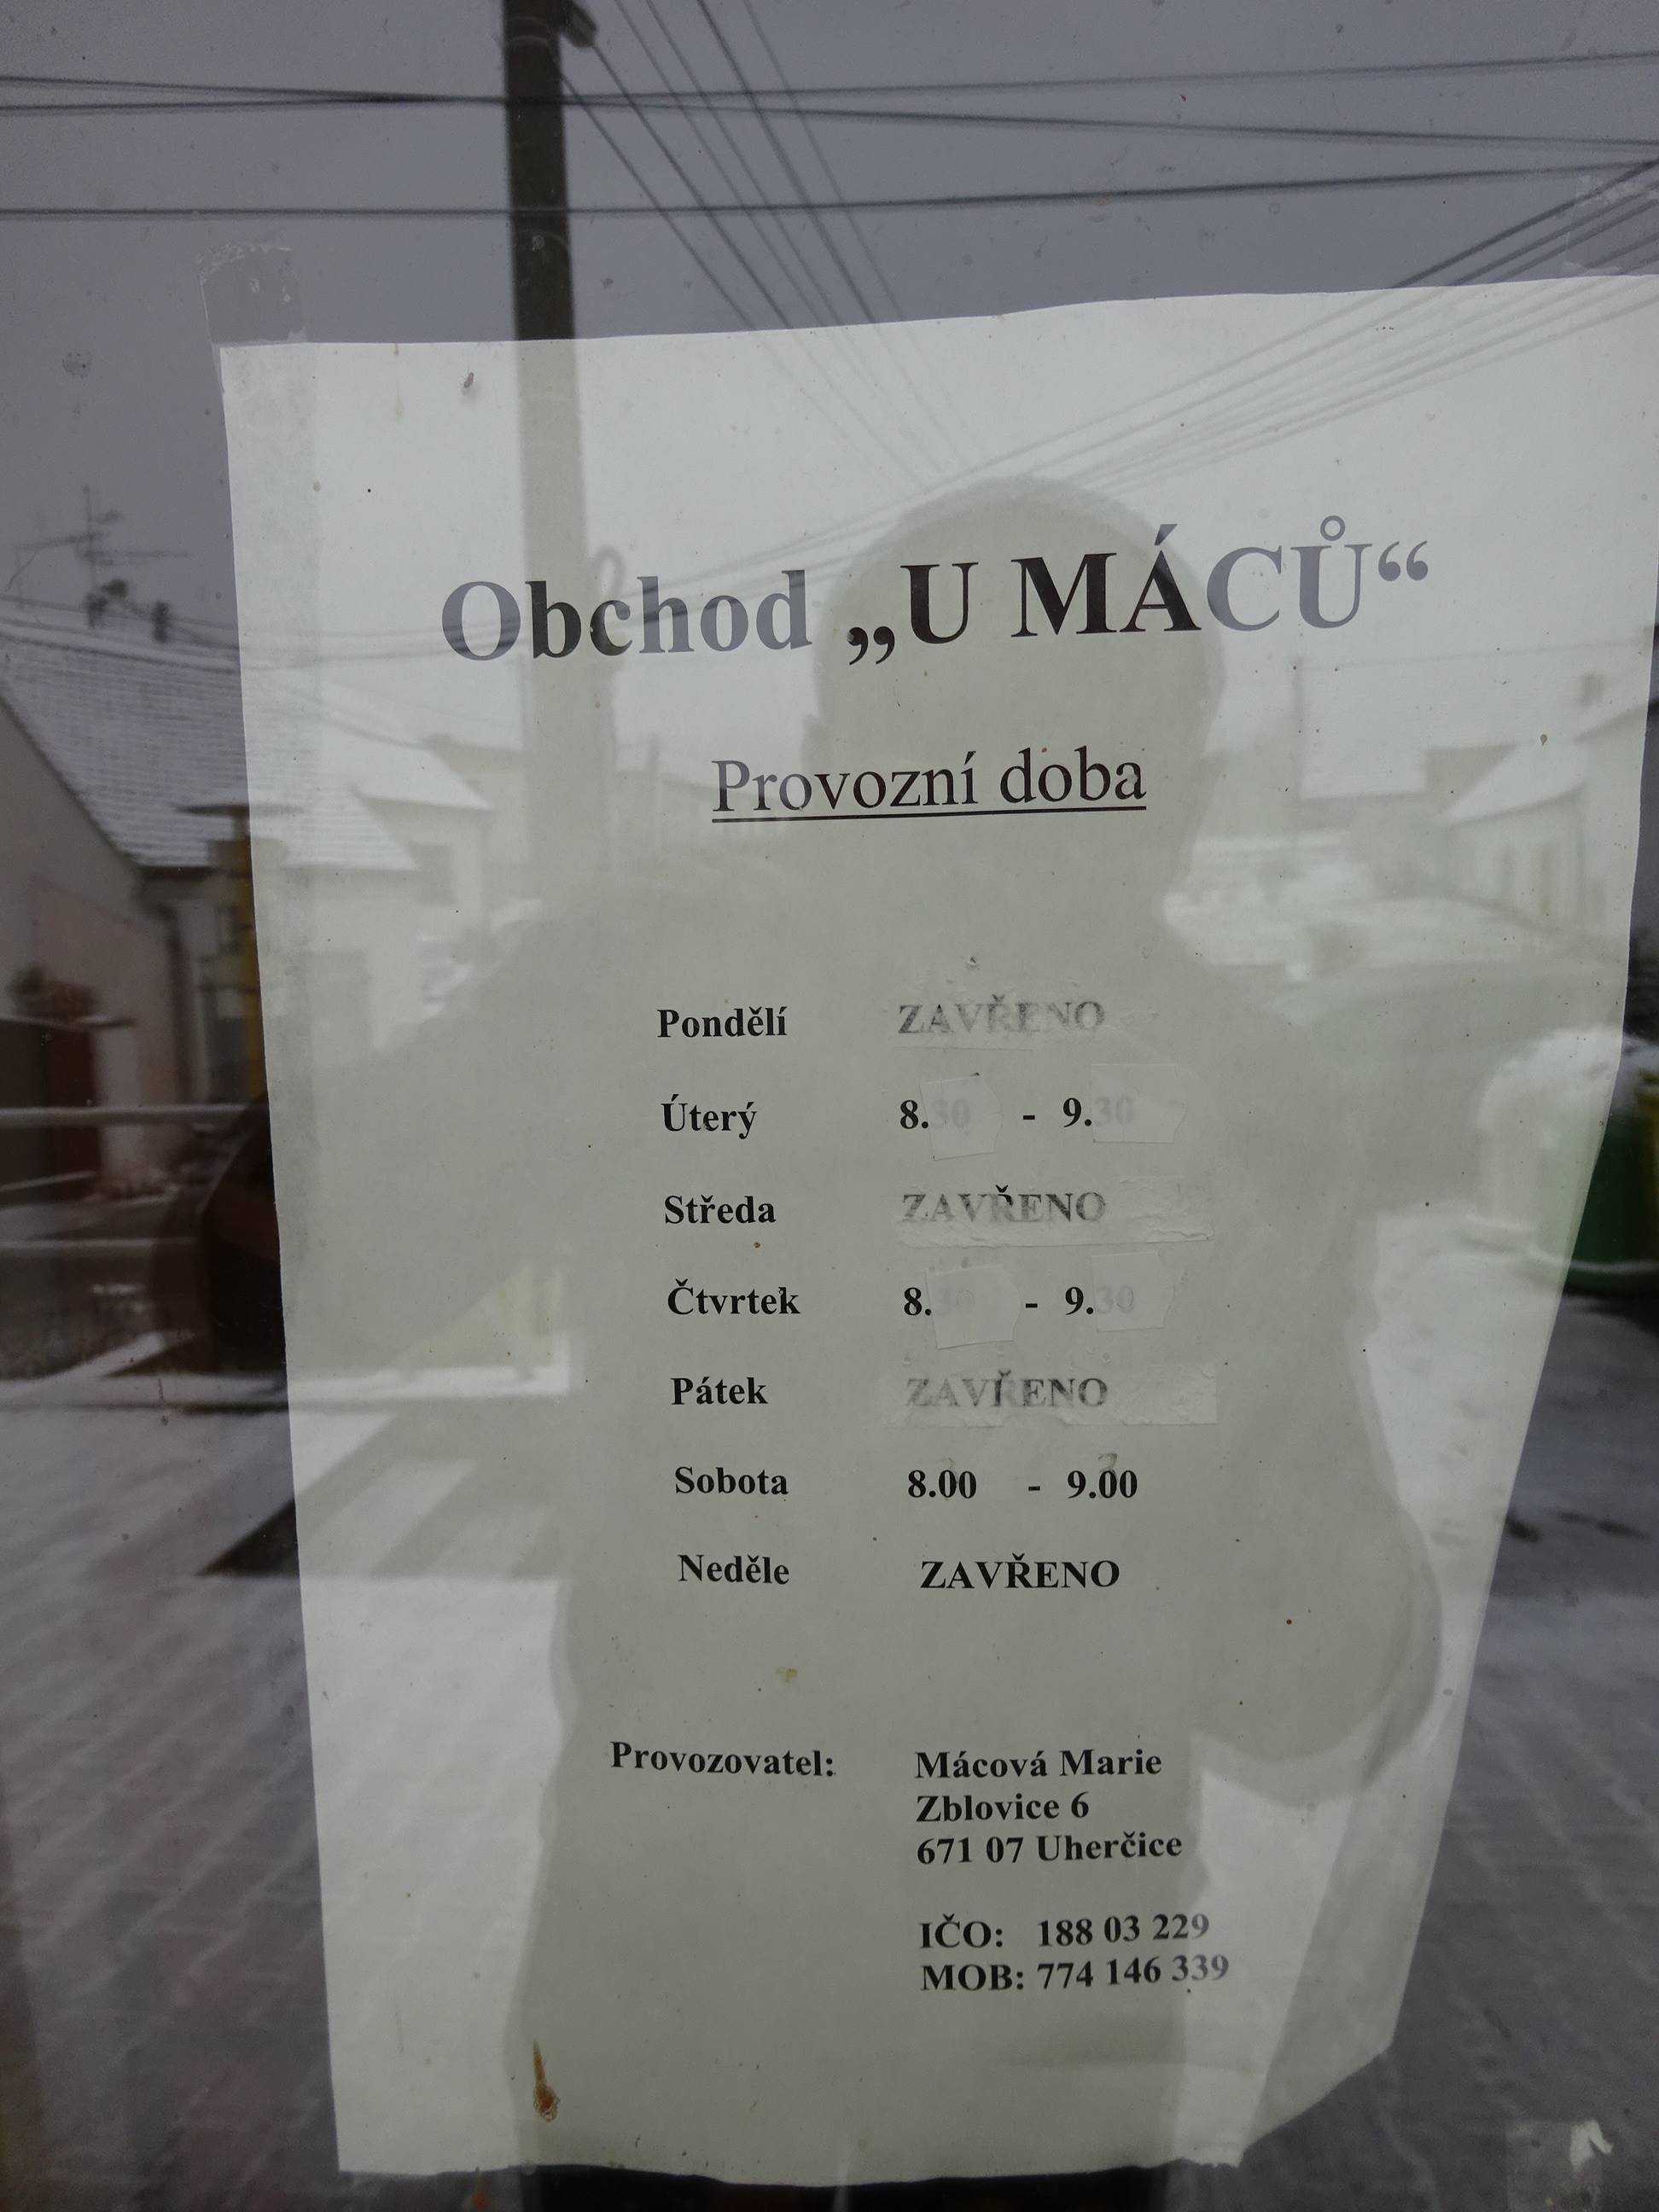 Obchod „U MÁCŮ“
Provozní doba
Pondělí ZAVŘENO
Úterý 8.30 - 9.30
Středa ZAVŘENO
Čtvrtek 8.30 - 9.30
Pátek ZAVŘENO
Sobota 8.00 - 9.00
Neděle ZAVŘENO
Provozovatel: Mácová Marie
Zblovice 6
671 07 Uherčice
IČO: 188 03 229
MOB: 774 146 339